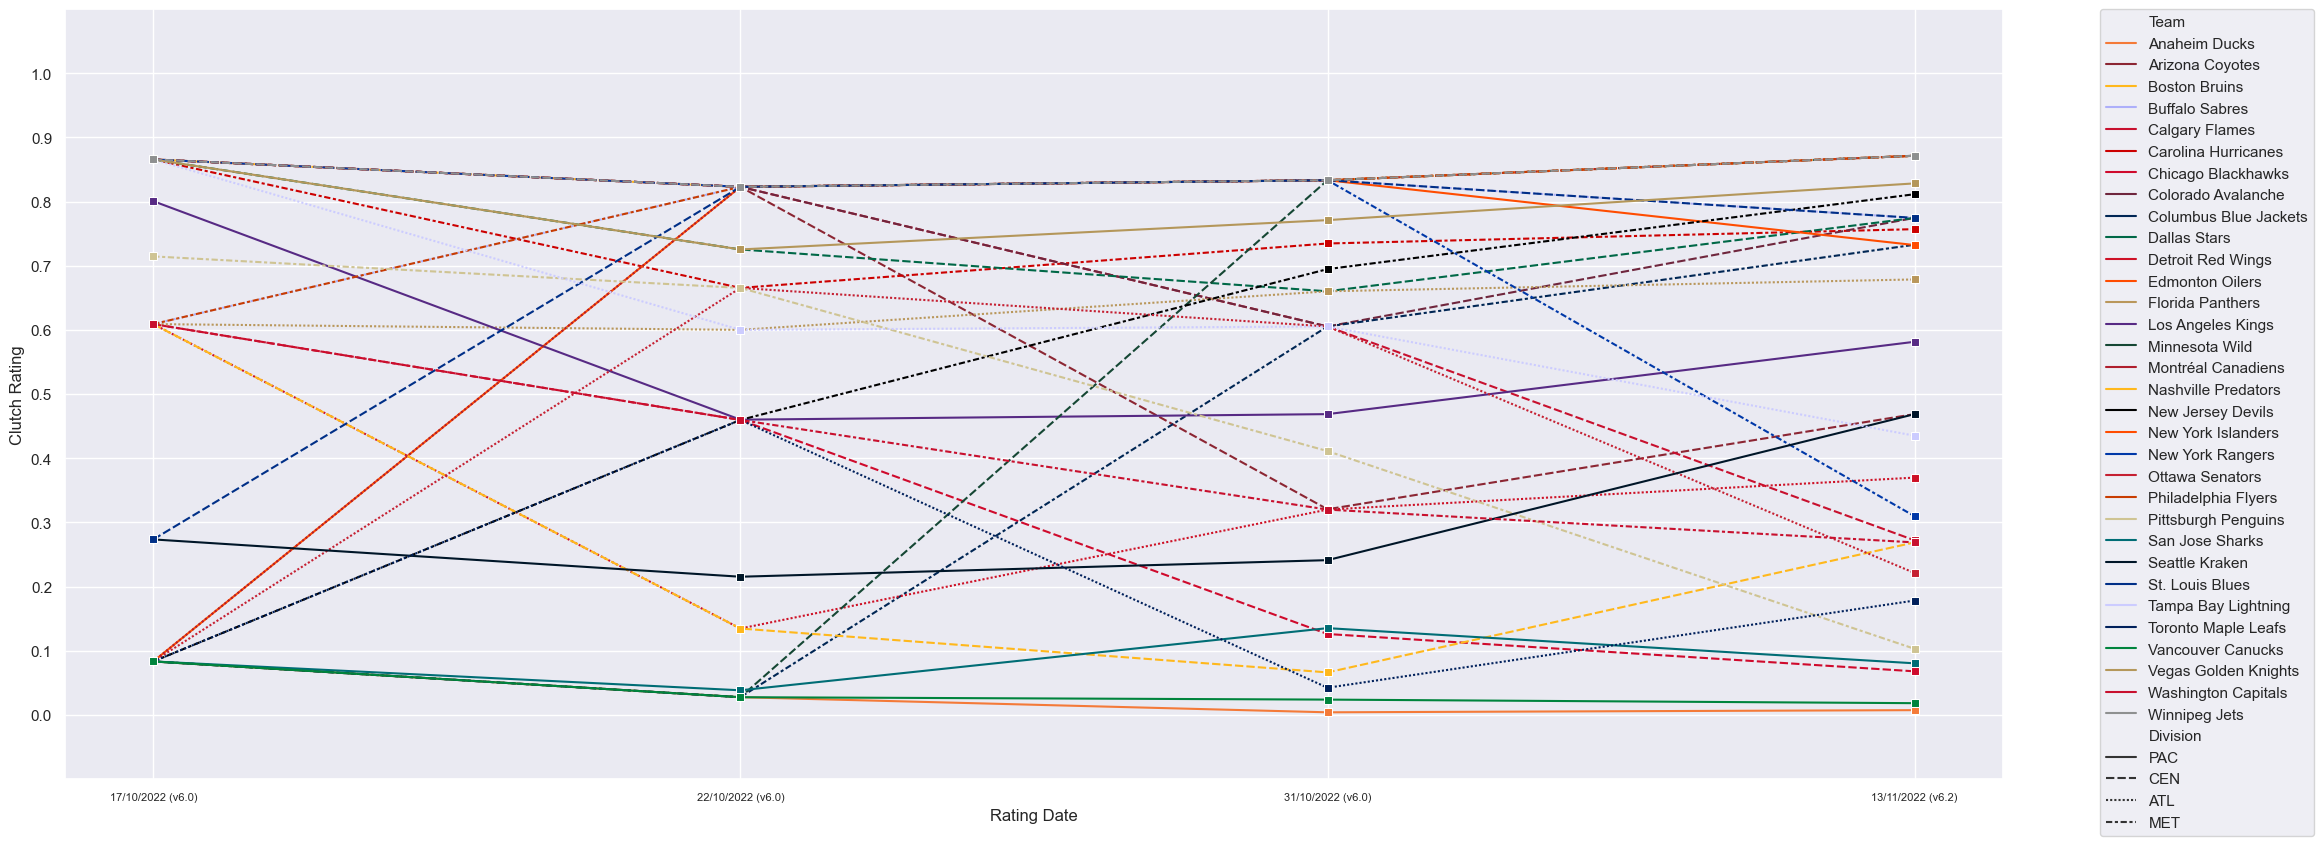 Clutch Rating
1.0
0.9
0.8
0.7
0.6
0.5
0.4
0.3
0.2
0.1
0.0
17/10/2022 (v6.0)
22/10/2022 (v6.0)
31/10/2022 (v6.0)
13/11/2022 (v6.2)
Rating Date
Team
Anaheim Ducks
Arizona Coyotes
Boston Bruins
Buffalo Sabres
Calgary Flames
Carolina Hurricanes
Chicago Blackhawks
Colorado Avalanche
Columbus Blue Jackets
Dallas Stars
Detroit Red Wings
Edmonton Oilers
Florida Panthers
Los Angeles Kings
Minnesota Wild
Montréal Canadiens
Nashville Predators
New Jersey Devils
New York Islanders
New York Rangers
Ottawa Senators
Philadelphia Flyers
Pittsburgh Penguins
San Jose Sharks
Seattle Kraken
St. Louis Blues
Tampa Bay Lightning
Toronto Maple Leafs
Vancouver Canucks
Vegas Golden Knights
Washington Capitals
Winnipeg Jets
Division
PAC
CEN
ATL
MET